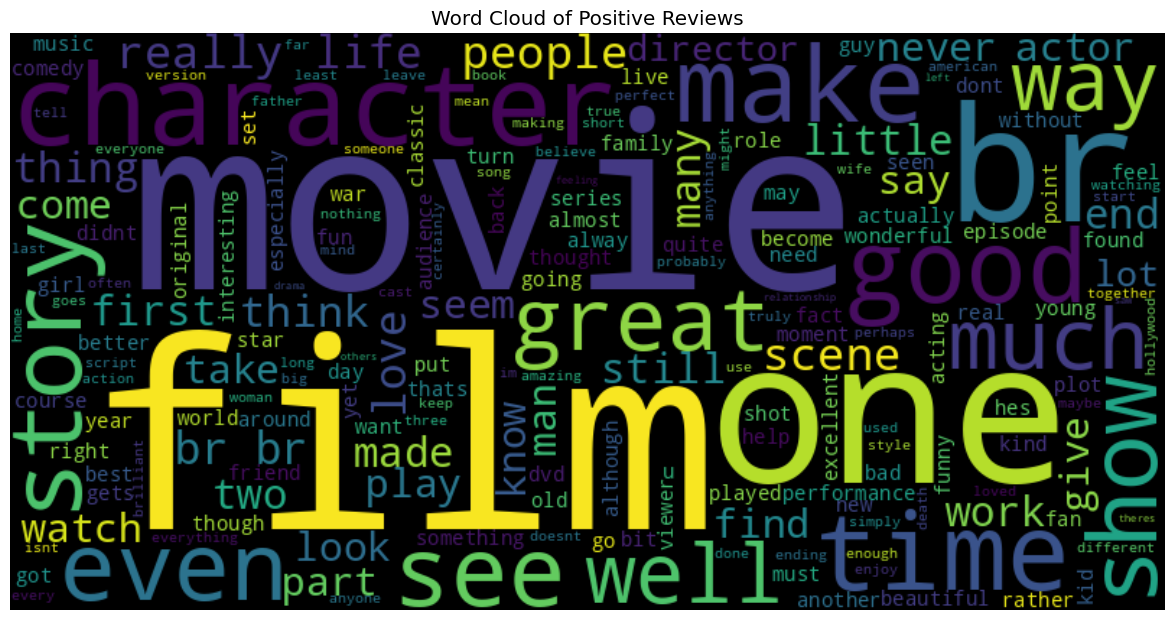 Word Cloud of Positive Reviews
music really life people director guy never actor
comedy version far least leave book live american left dont way
tell character father mean perfect make without
everyone set making true short family role little seen feel
thing someone classic turn believe many might wife say watching
come war song feeling movie anything may point br start end
didnt original interesting especially nothing fun mind audience back series almost always quite become need actually wonderful episode found
last girl often drama certainly thought going probably good lot
story goes first think cast seem great relationship truly fact real young together
home better star love moment perhaps him much hollywood
script action take long others put still scene acting plot maybe
course woman big day im amazing use
year world around yet thats keep three want know man one shot help hes kind show
right br br made excellent used style bad give
best gets brilliant friend film play dvd old although viewer played performance funny loved
two though new work fan theres
watch isnt everything something doesnt go bit find simply death different
got even look part see well done ending enough time kid
every anyone must another enjoy beautiful rather